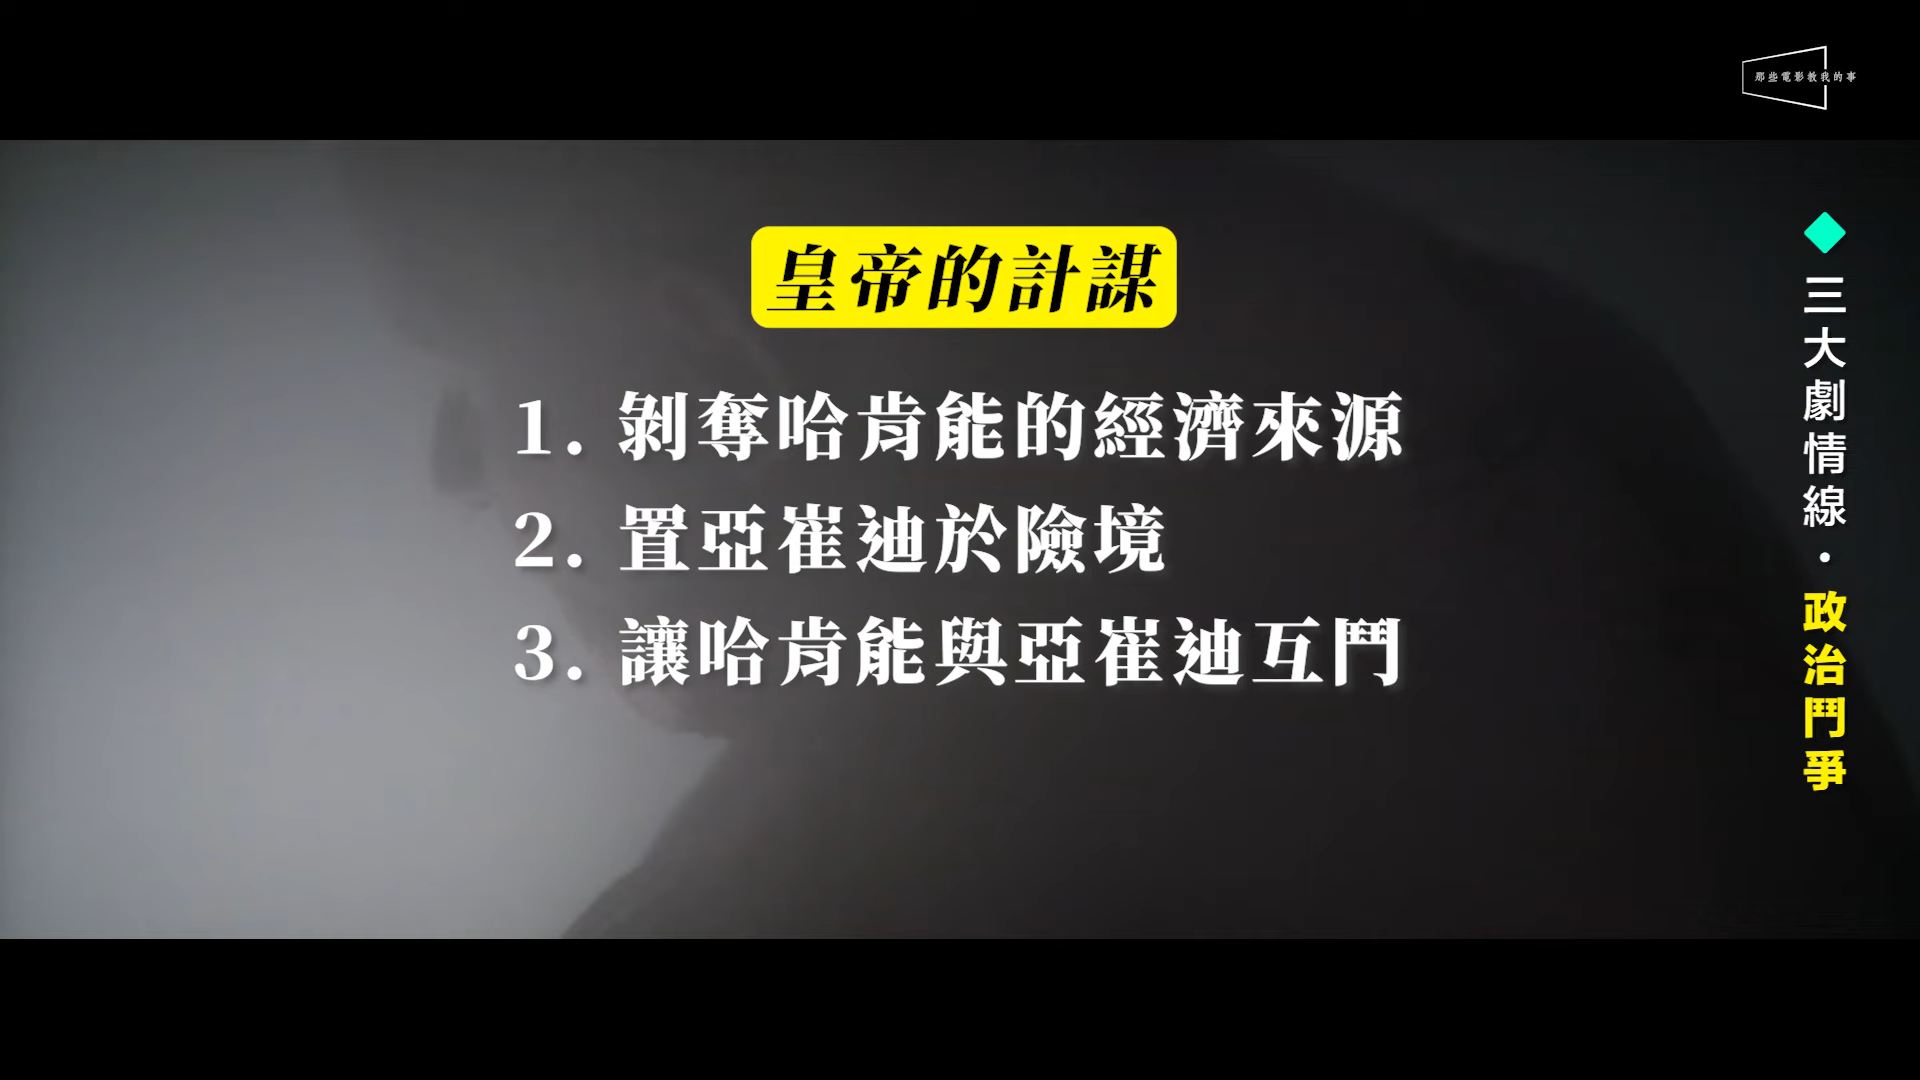 那些電影教我的事
皇帝的計謀
1. 剝奪哈肯能的經濟來源
2. 置亞崔迪於險境
3. 讓哈肯能與亞崔迪互鬥
三大劇情線・政治鬥爭